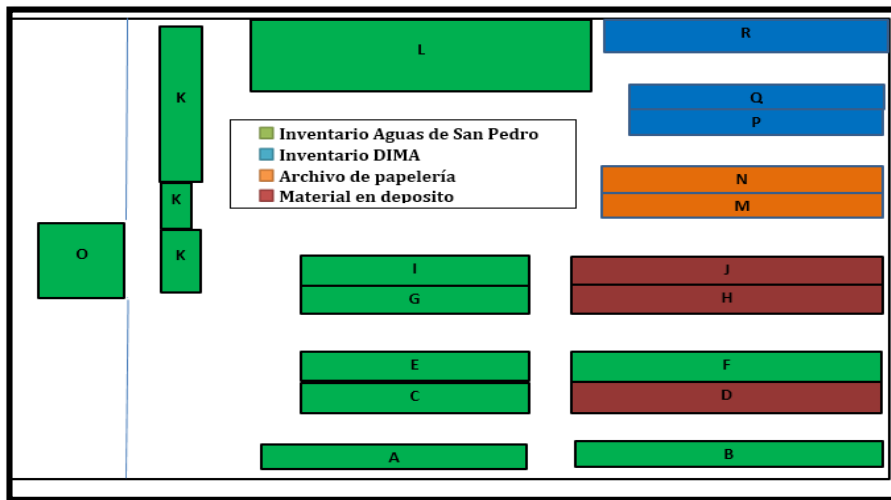 R
L
K
Q
P
Inventario Aguas de San Pedro
Inventario DIMA
Archivo de papelería
Material en deposito
N
M
K
O
K
I
J
G
H
E
F
C
D
A
B